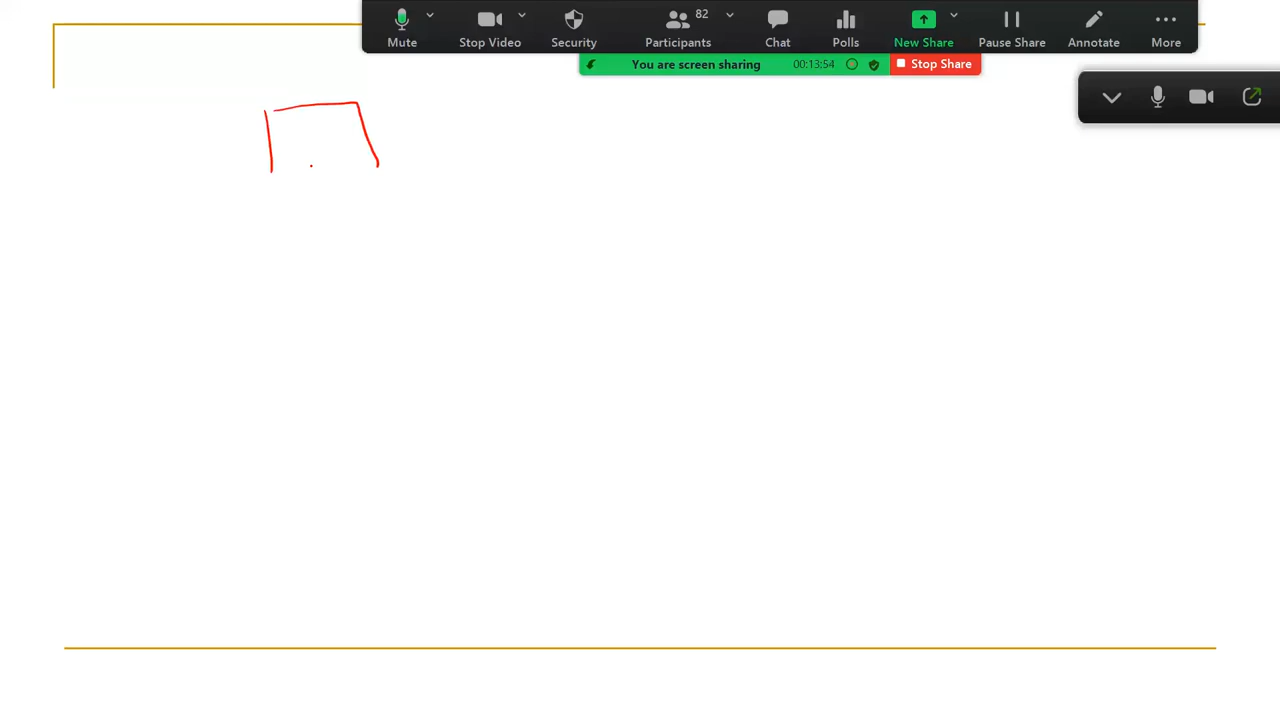 82
Mute Stop Video Security Participants Chat Polls New Share Pause Share Annotate More
You are screen sharing 00:13:54 Stop Share